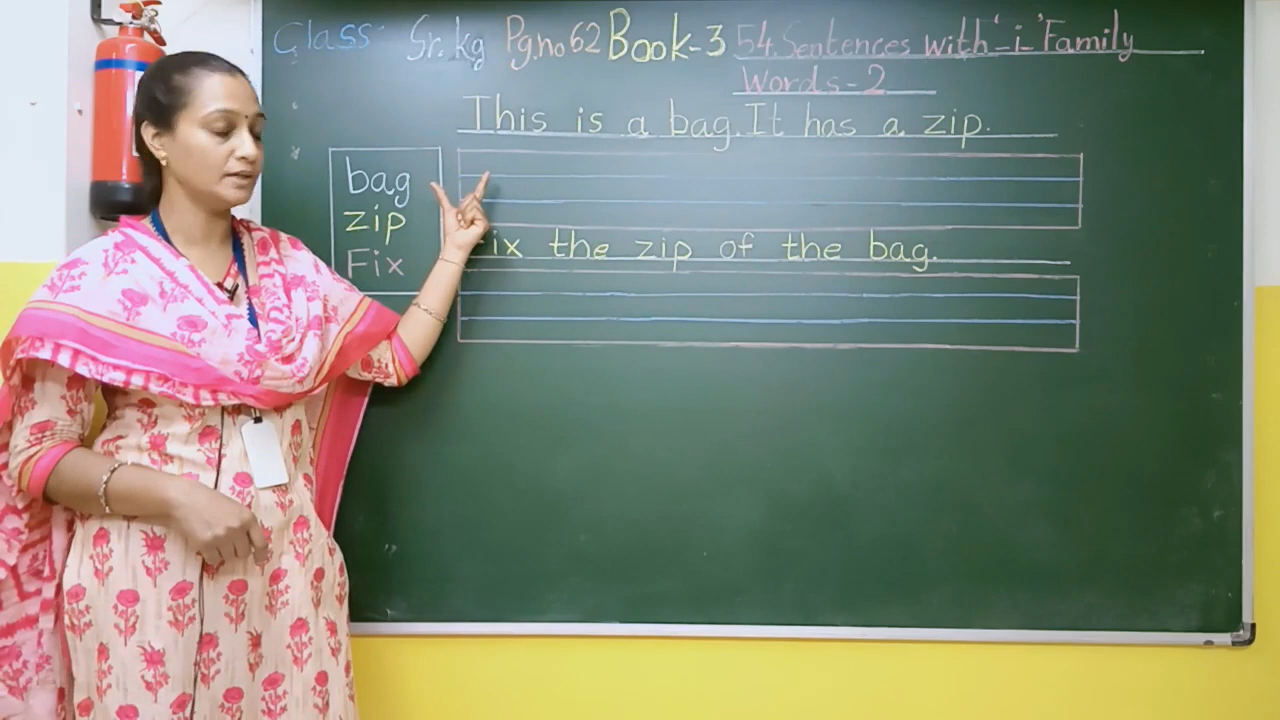 Class: Sr. kg Pg.no 62 Book-3 54. Sentences with '-i-' Family
Words-2
This is a bag. It has a zip.
bag
zip
Fix
ix the zip of the bag.